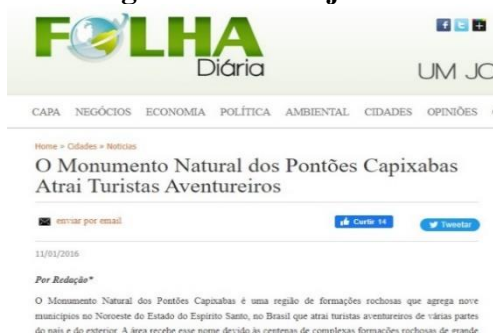 FOLHA
Diária
UM JO
CAPA NEGÓCIOS ECONOMIA POLÍTICA AMBIENTAL CIDADES OPINIÕES
Home > Cidades > Noticias
O Monumento Natural dos Pontões Capixabas
Atrai Turistas Aventureiros
enviar por email
Curtir 14
Tweetar
11/01/2016
Por Redação*
O Monumento Natural dos Pontões Capixabas é uma região de formações rochosas que agrega nove
municípios no Noroeste do Estado do Espirito Santo, no Brasil que atrai turistas aventureiros de várias partes
do país e do exterior. A área recebe esse nome devido às centenas de complexas formações rochosas de grande